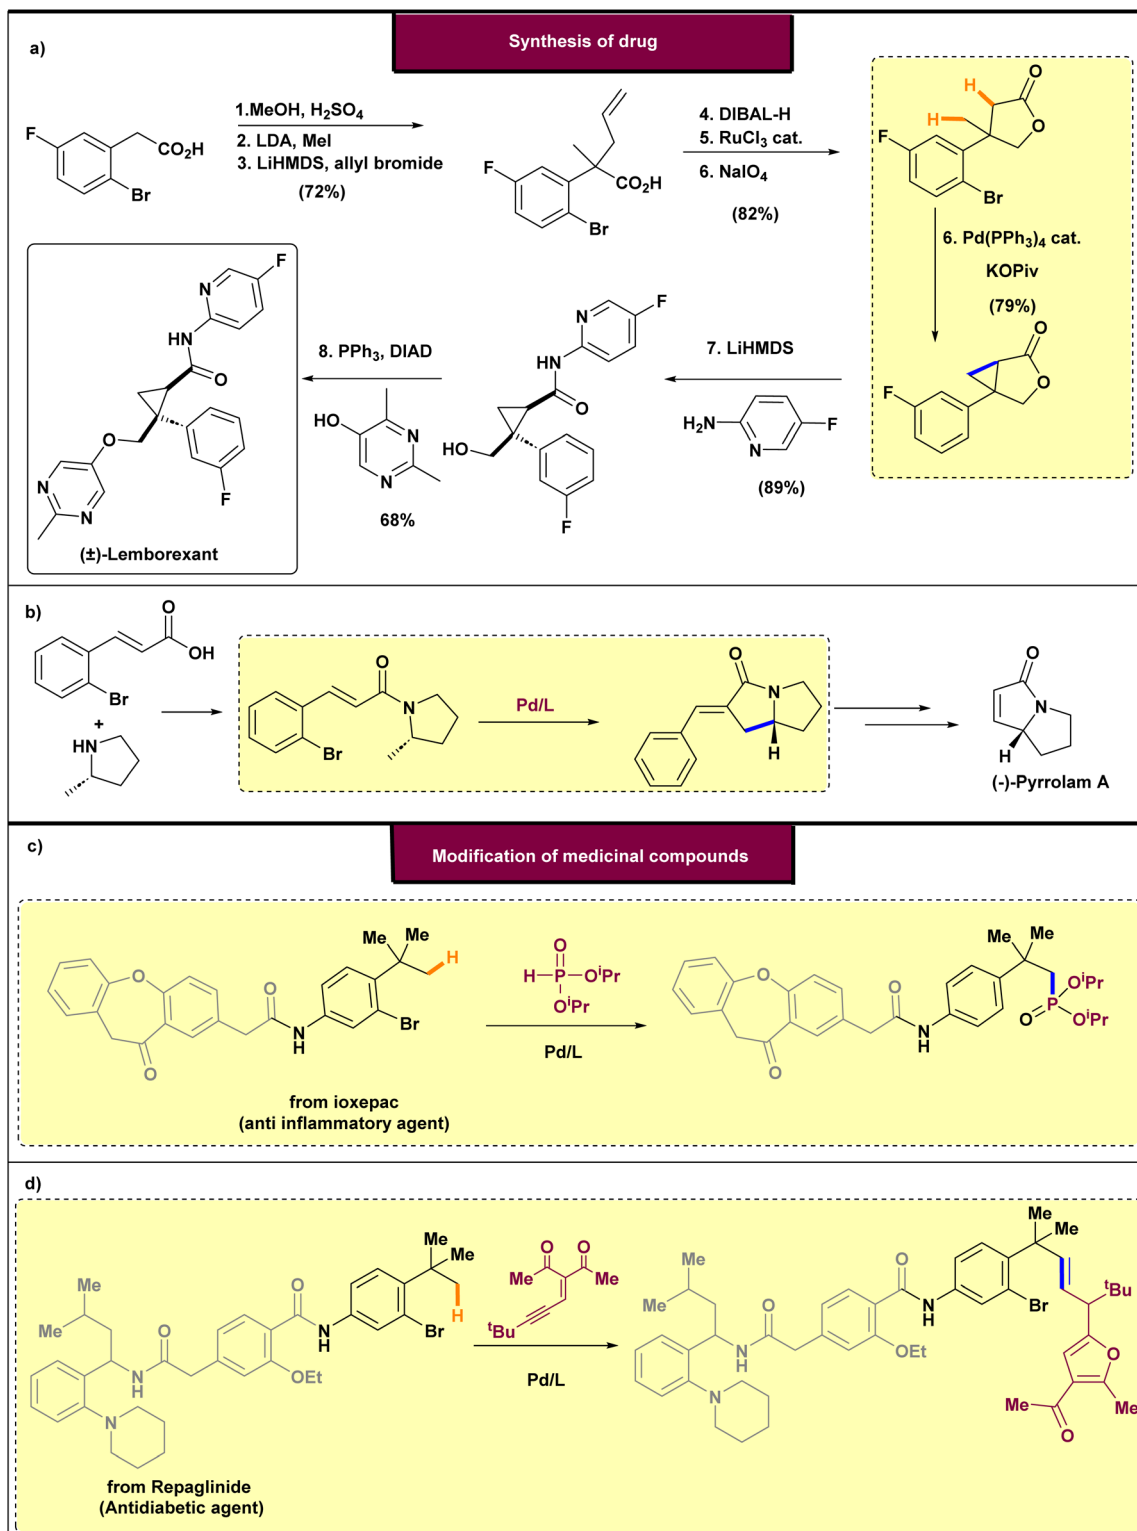 Synthesis of drug
a)
1.MeOH, H₂SO₄
2. LDA, MeI
3. LiHMDS, allyl bromide
(72%)
F
CO₂H
Br
F
CO₂H
Br
4. DIBAL-H
5. RuCl₃ cat.
6. NaIO₄
(82%)
H
H
O
O
F
Br
6. Pd(PPh₃)₄ cat.
KOPiv
(79%)
O
O
F
7. LiHMDS
H₂N
N
F
(89%)
F
N
HN
O
HO
F
8. PPh₃, DIAD
HO
N
N
68%
F
N
HN
O
O
N
N
F
(±)-Lemborexant
b)
O
OH
Br
+
HN
O
N
Br
Pd/L
O
N
H
O
N
H
(-)-Pyrrolam A
Modification of medicinal compounds
c)
Me
Me
H
O
O
O
N
H
Br
O
H
P
OⁱPr
OⁱPr
Pd/L
Me
Me
O
O
O
N
H
OⁱPr
P
O
OⁱPr
from ioxepac
(anti inflammatory agent)
d)
Me
Me
H
Br
O
N
H
OEt
O
N
H
Me
Me
N
O
O
Me
Me
ᵗBu
Pd/L
Me
Me
ᵗBu
Br
O
N
H
OEt
O
N
H
Me
Me
N
O
Me
Me
O
from Repaglinide
(Antidiabetic agent)